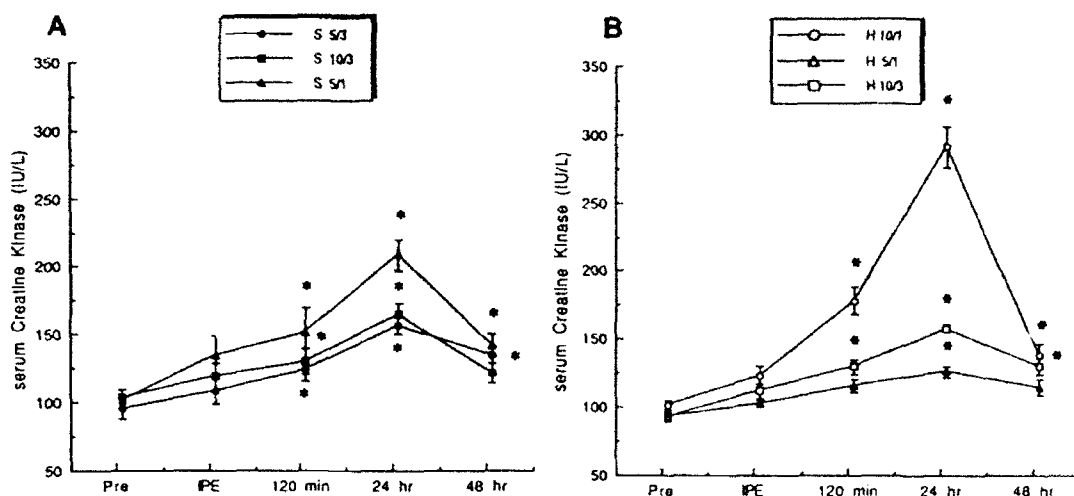 A
S 5/3
S 10/3
S 5/1
serum Creatine Kinase (IU/L)
350
300
250
200
150
100
50
Pre
IPE
120 min
24 hr
48 hr
* * * * * * * *
B
H 10/1
H 5/1
H 10/3
serum Creatine Kinase (IU/L)
350
300
250
200
150
100
50
Pre
IPE
120 min
24 hr
48 hr
* * * * * * *